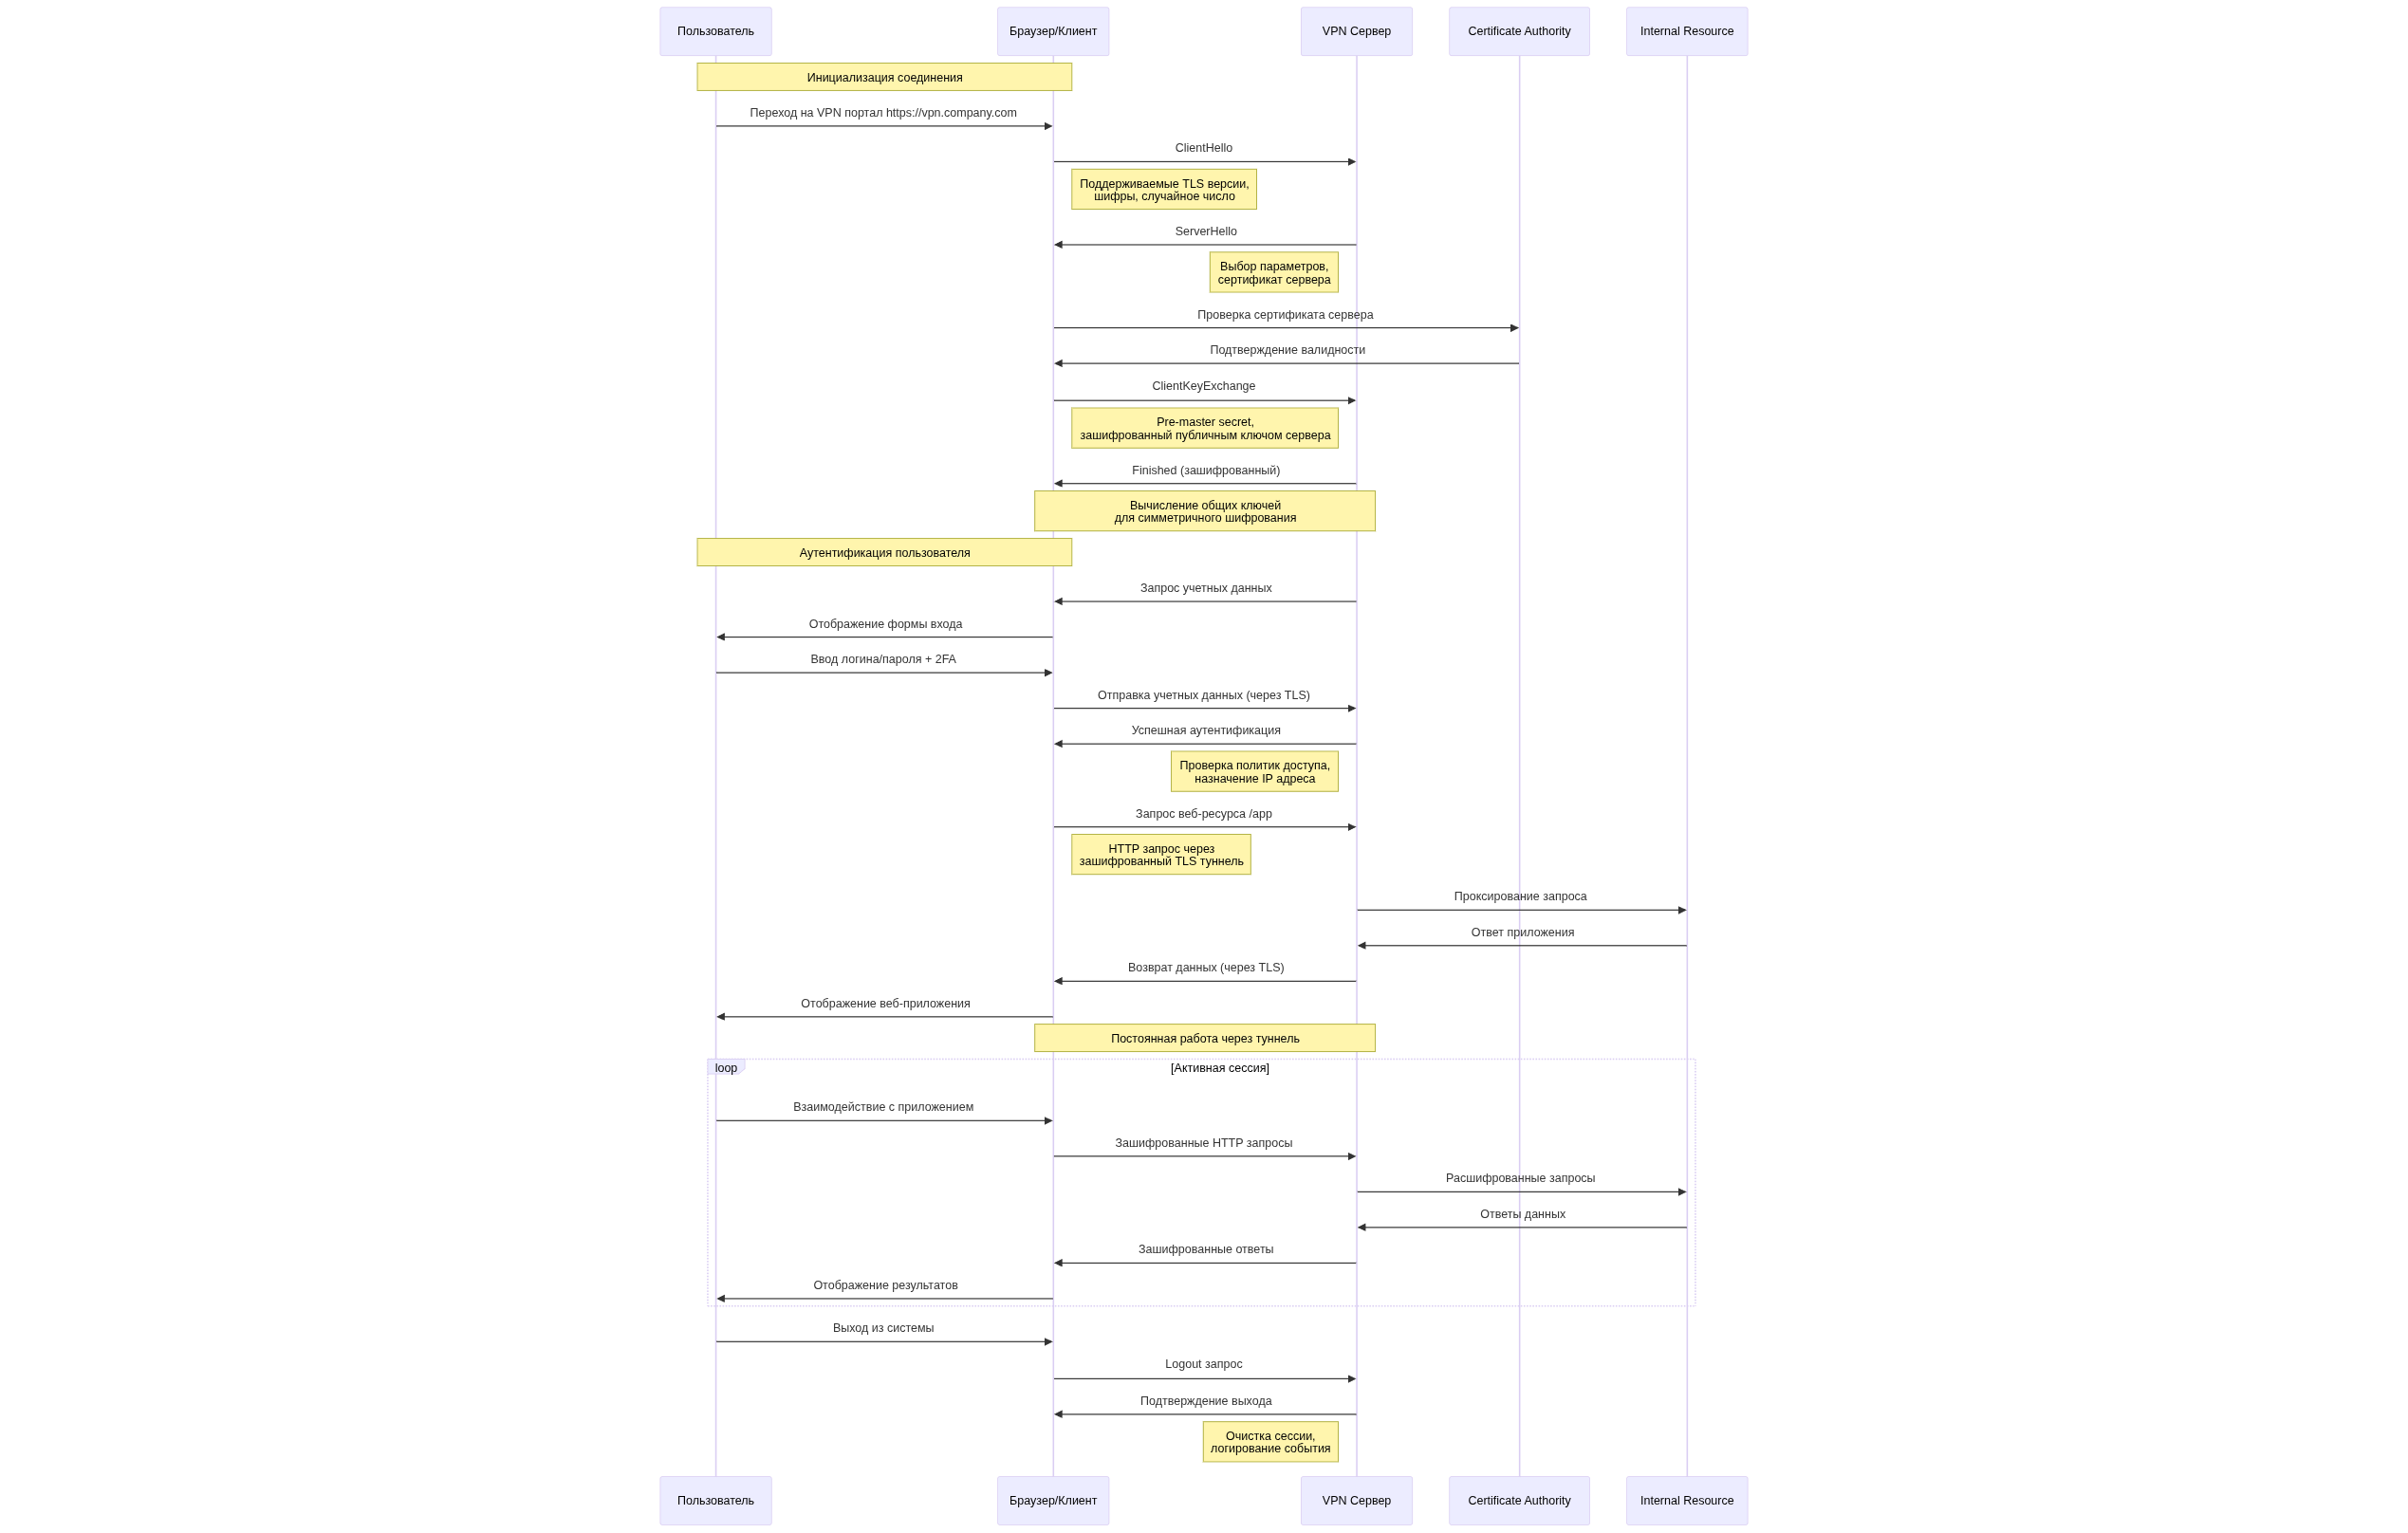 Пользователь
Браузер/Клиент
VPN Сервер
Certificate Authority
Internal Resource
Инициализация соединения
Переход на VPN портал https://vpn.company.com
ClientHello
Поддерживаемые TLS версии,
шифры, случайное число
ServerHello
Выбор параметров,
сертификат сервера
Проверка сертификата сервера
Подтверждение валидности
ClientKeyExchange
Pre-master secret,
зашифрованный публичным ключом сервера
Finished (зашифрованный)
Вычисление общих ключей
для симметричного шифрования
Аутентификация пользователя
Запрос учетных данных
Отображение формы входа
Ввод логина/пароля + 2FA
Отправка учетных данных (через TLS)
Успешная аутентификация
Проверка политик доступа,
назначение IP адреса
Запрос веб-ресурса /app
HTTP запрос через
зашифрованный TLS туннель
Проксирование запроса
Ответ приложения
Возврат данных (через TLS)
Отображение веб-приложения
Постоянная работа через туннель
loop
[Активная сессия]
Взаимодействие с приложением
Зашифрованные HTTP запросы
Расшифрованные запросы
Ответы данных
Зашифрованные ответы
Отображение результатов
Выход из системы
Logout запрос
Подтверждение выхода
Очистка сессии,
логирование события
Пользователь
Браузер/Клиент
VPN Сервер
Certificate Authority
Internal Resource